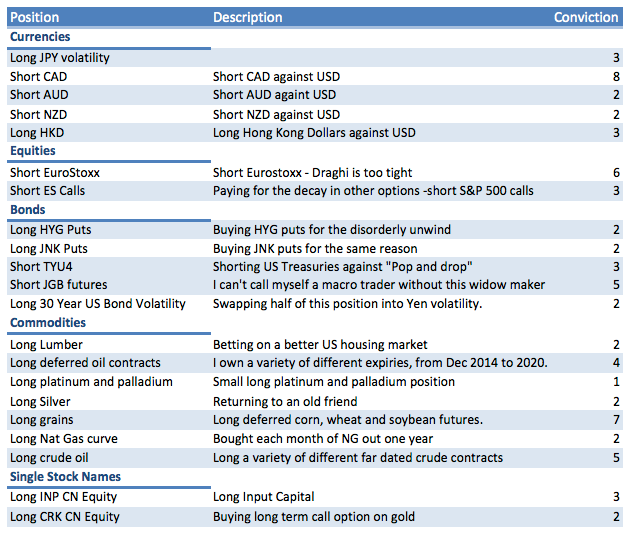 Position Description Conviction
Currencies
Long JPY volatility 3
Short CAD Short CAD against USD 8
Short AUD Short AUD againt USD 2
Short NZD Short NZD against USD 2
Long HKD Long Hong Kong Dollars against USD 3
Equities
Short EuroStoxx Short Eurostoxx - Draghi is too tight 6
Short ES Calls Paying for the decay in other options -short S&P 500 calls 3
Bonds
Long HYG Puts Buying HYG puts for the disorderly unwind 2
Long JNK Puts Buying JNK puts for the same reason 2
Short TYU4 Shorting US Treasuries against "Pop and drop" 3
Short JGB futures I can't call myself a macro trader without this widow maker 5
Long 30 Year US Bond Volatility Swapping half of this position into Yen volatility. 2
Commodities
Long Lumber Betting on a better US housing market 2
Long deferred oil contracts I own a variety of different expiries, from Dec 2014 to 2020. 4
Long platinum and palladium Small long platinum and palladium position 1
Long Silver Returning to an old friend 2
Long grains Long deferred corn, wheat and soybean futures. 7
Long Nat Gas curve Bought each month of NG out one year 2
Long crude oil Long a variety of different far dated crude contracts 5
Single Stock Names
Long INP CN Equity Long Input Capital 3
Long CRK CN Equity Buying long term call option on gold 2